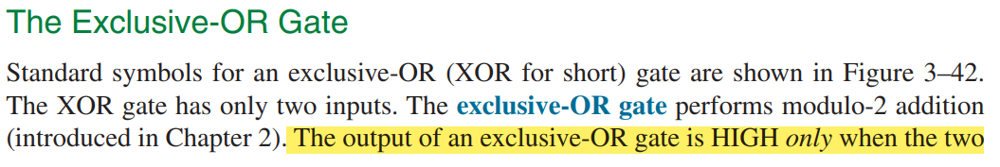 The Exclusive-OR Gate
Standard symbols for an exclusive-OR (XOR for short) gate are shown in Figure 3–42.
The XOR gate has only two inputs. The exclusive-OR gate performs modulo-2 addition
(introduced in Chapter 2). The output of an exclusive-OR gate is HIGH only when the two